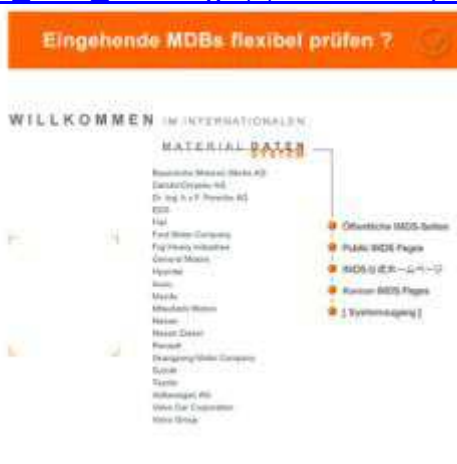 Eingehende MDBs flexibel prüfen ?
WILLKOMMEN IM INTERNATIONALEN
MATERIAL DATEN
SYSTEM
Bayerische Motoren Werke AG
DaimlerChrysler AG
Dr. Ing. h.c.F. Porsche AG
EDS
Fiat
Ford Motor Company
Fuji Heavy Industries
General Motors
Hyundai
Isuzu
Mazda
Mitsubishi Motors
Nissan
Nissan Diesel
Renault
Ssangyong Motor Company
Suzuki
Toyota
Volkswagen AG
Volvo Car Corporation
Volvo Group
Öffentliche IMDS-Seiten
Public IMDS Pages
IMDS公式ホームページ
Korean IMDS Pages
[ Systemzugang ]